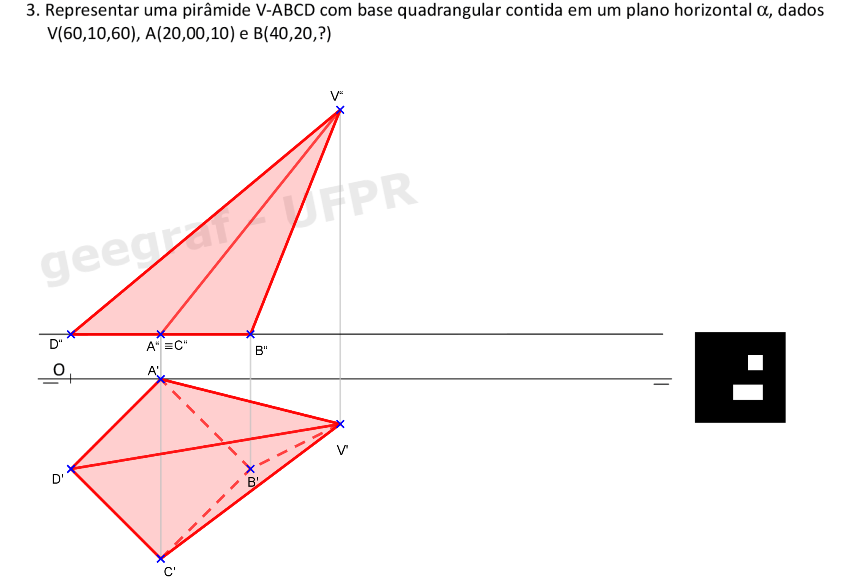 3. Representar uma pirâmide V-ABCD com base quadrangular contida em um plano horizontal α, dados
V(60,10,60), A(20,00,10) e B(40,20,?)
V"
geegraf - UFPR
D" A" ≡C" B"
O
A'
V'
D' B'
C'